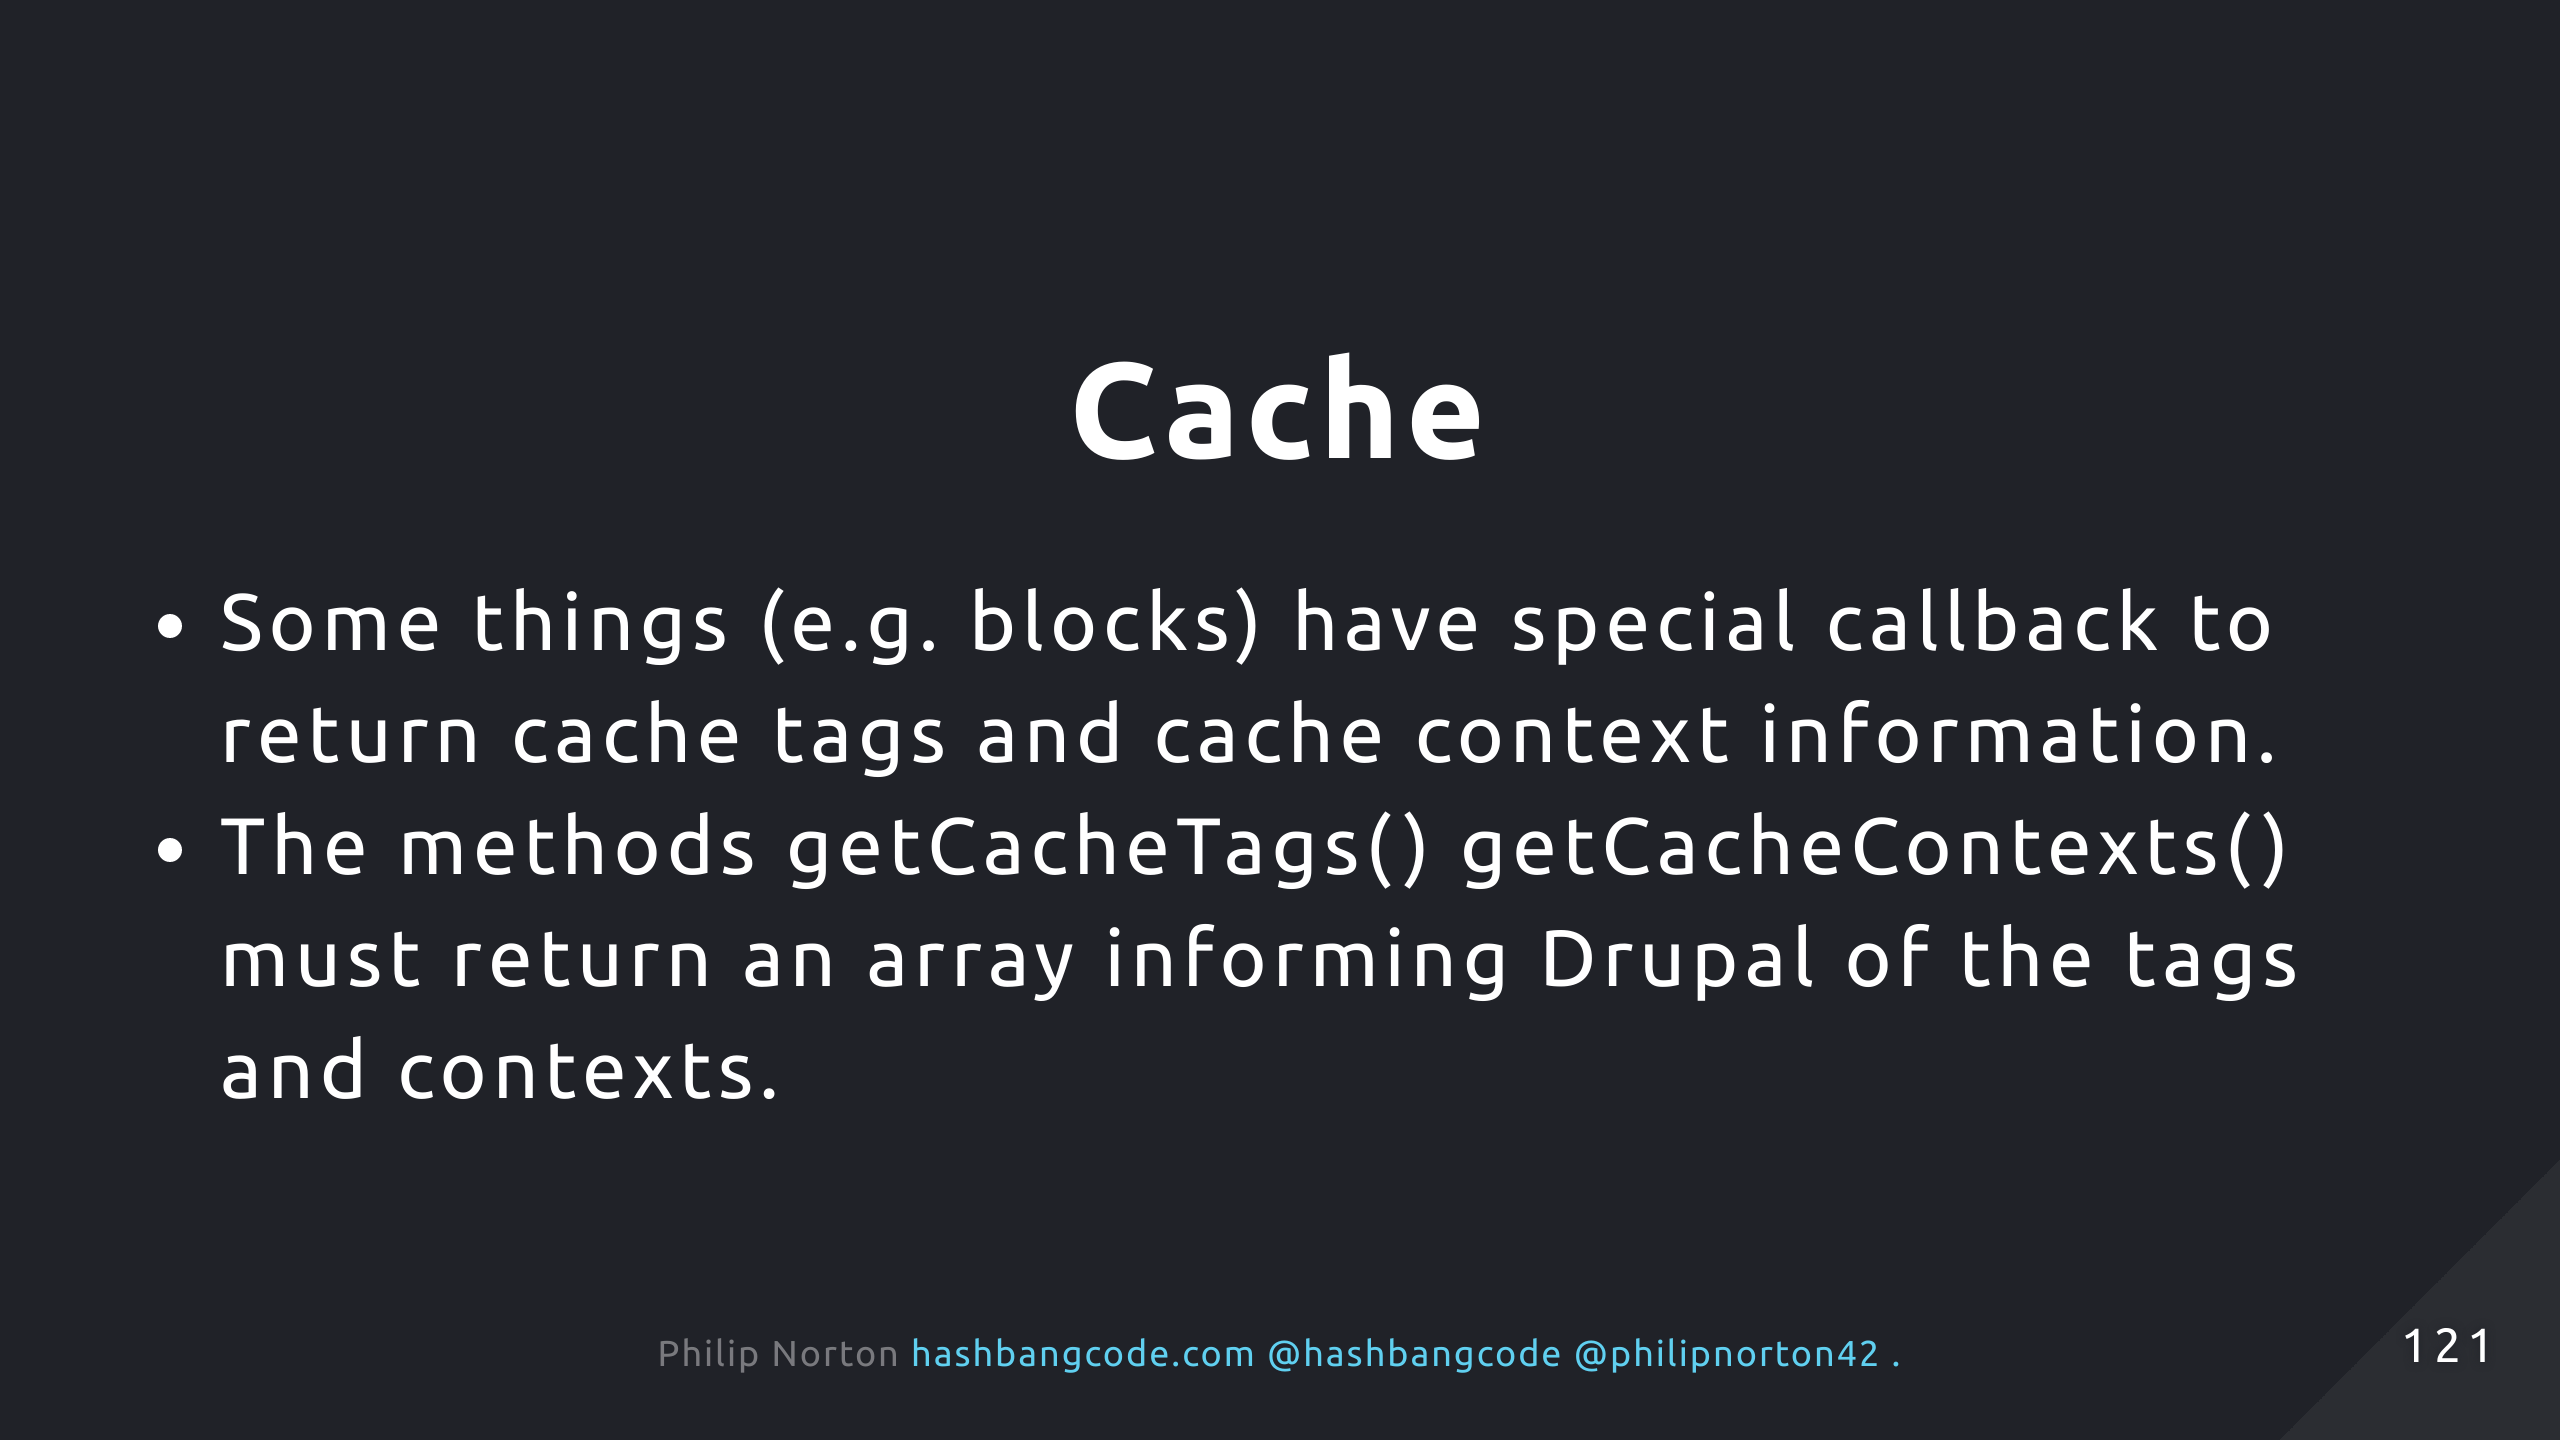 Cache
• Some things (e.g. blocks) have special callback to
return cache tags and cache context information.
• The methods getCacheTags() getCacheContexts()
must return an array informing Drupal of the tags
and contexts.
Philip Norton hashbangcode.com @hashbangcode @philipnorton42 .
121